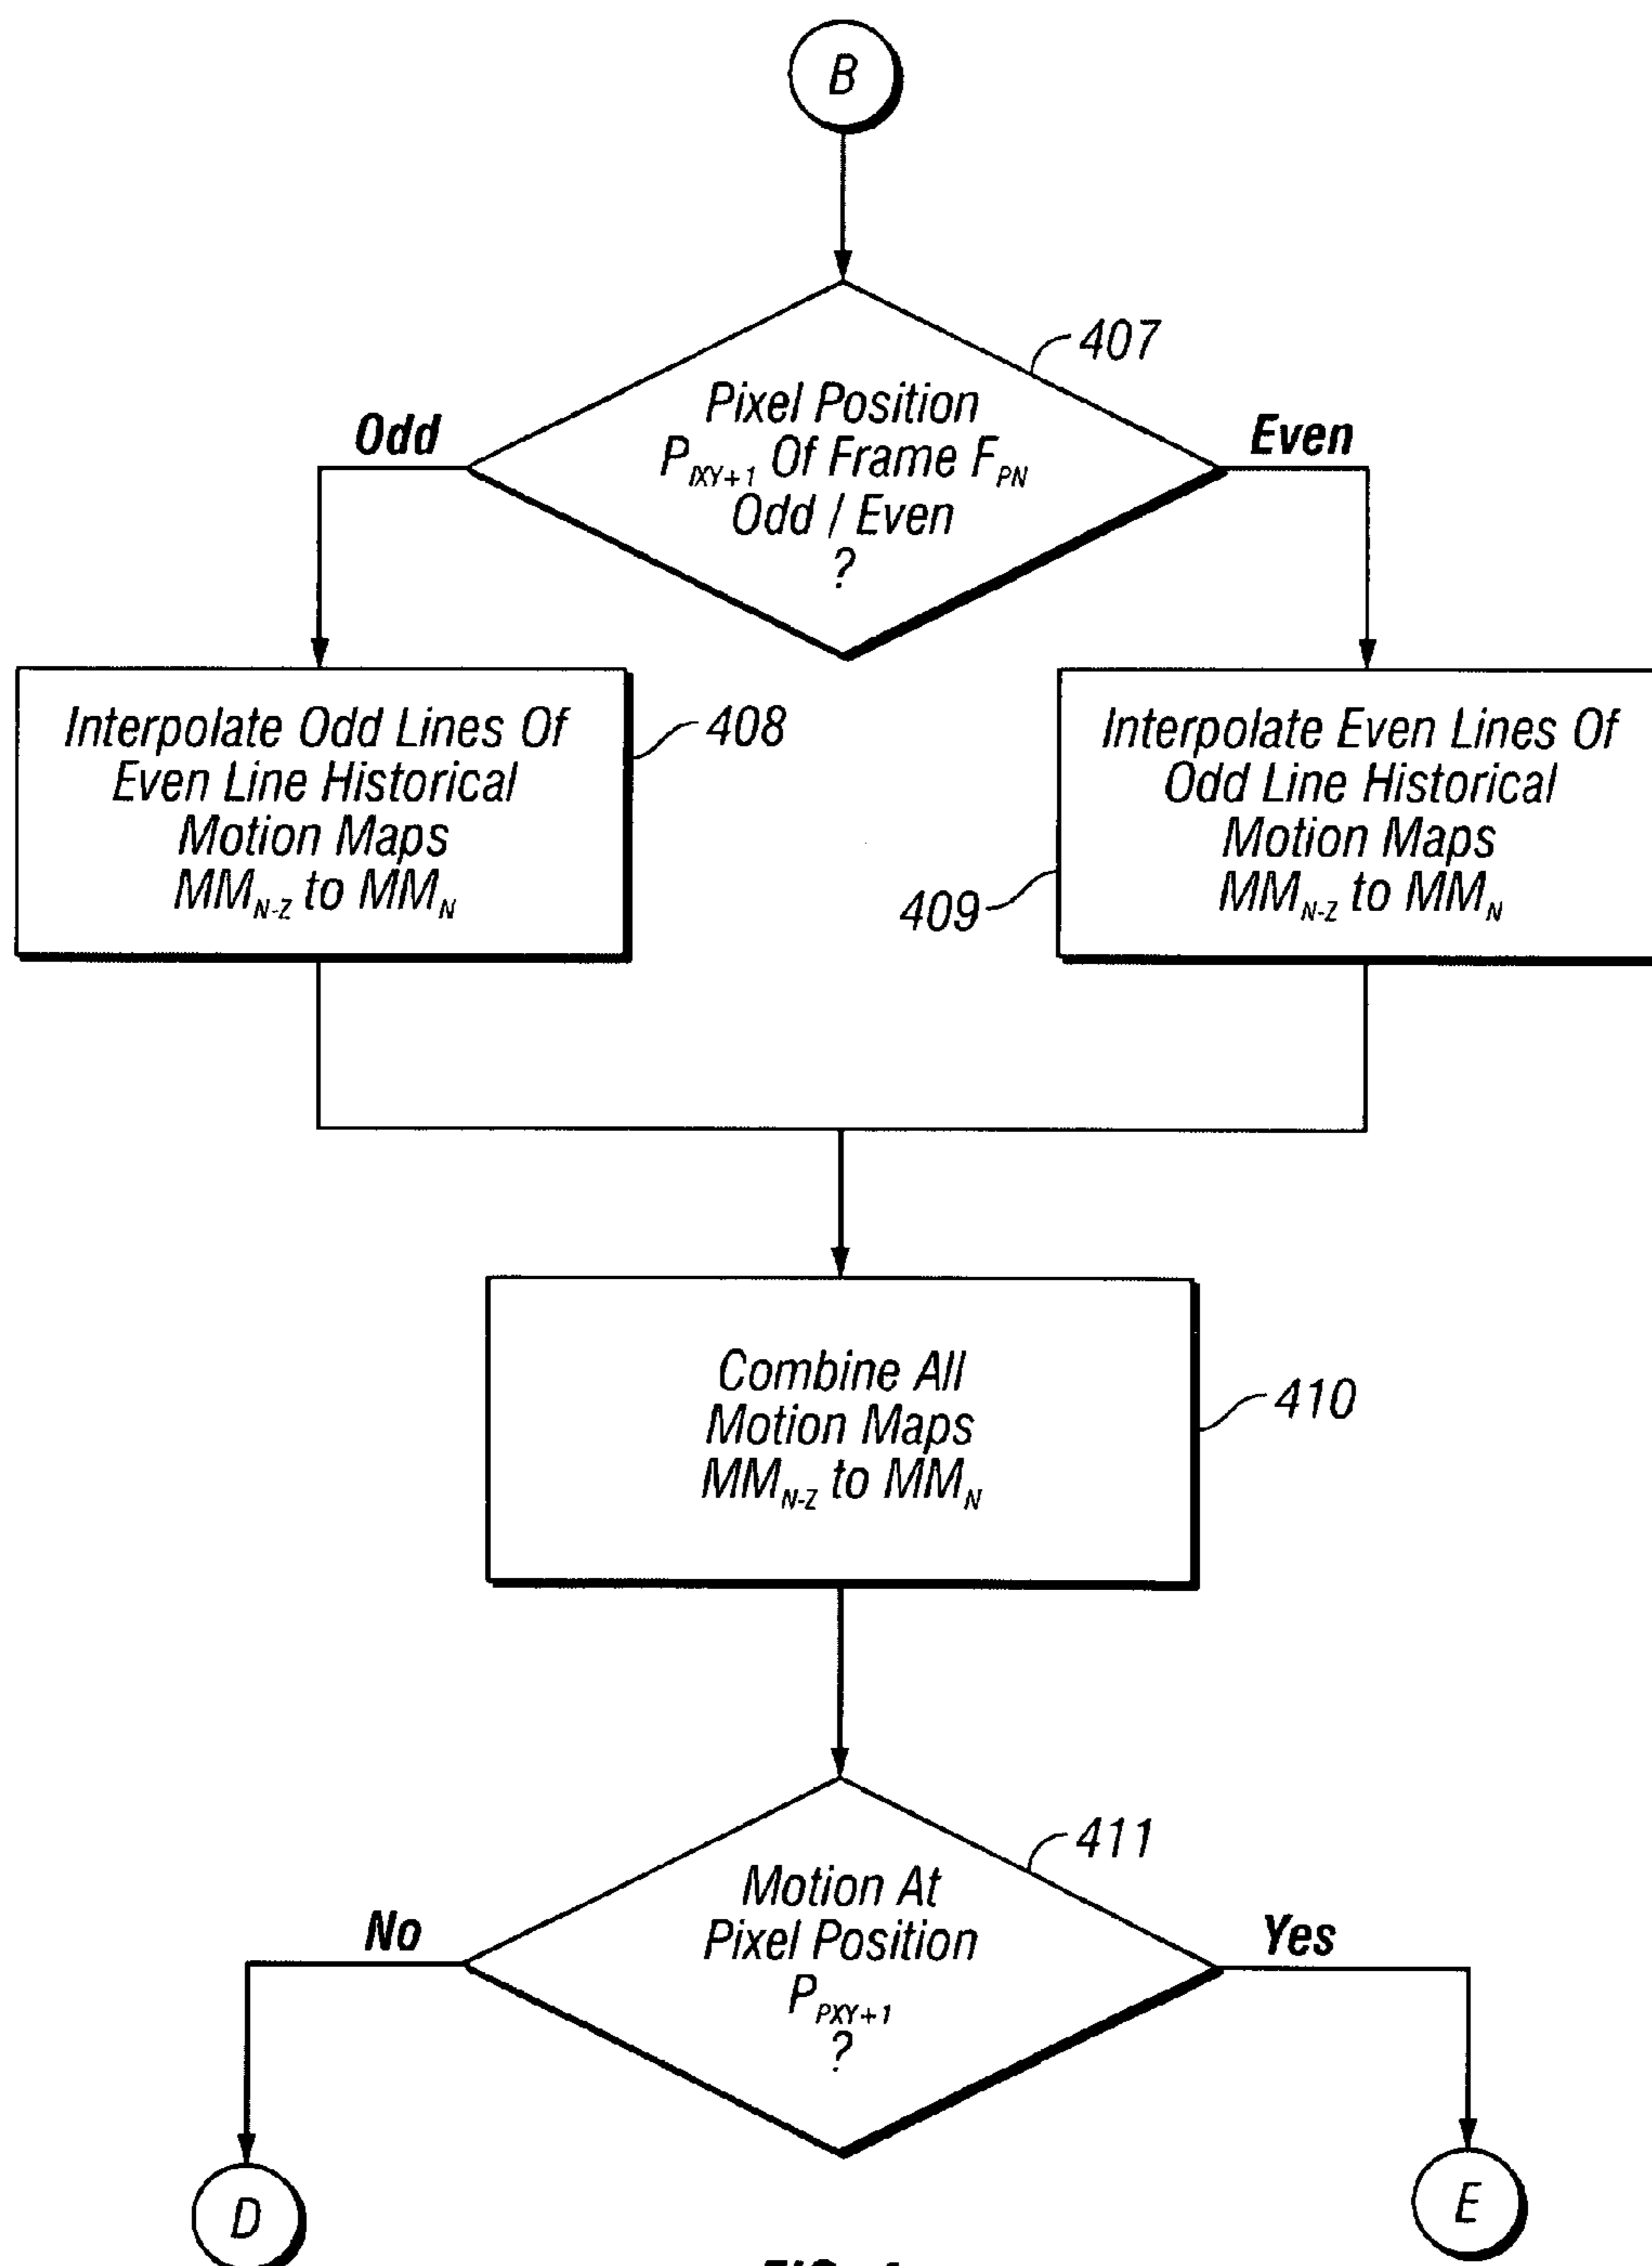 B
407
Pixel Position
P_IXY+1 Of Frame F_PN
Odd / Even
?
Odd
Even
Interpolate Odd Lines Of
Even Line Historical
Motion Maps
MM_N-Z to MM_N
408
Interpolate Even Lines Of
Odd Line Historical
Motion Maps
MM_N-Z to MM_N
409
Combine All
Motion Maps
MM_N-Z to MM_N
410
411
Motion At
Pixel Position
P_PXY+1
?
No
Yes
D
E